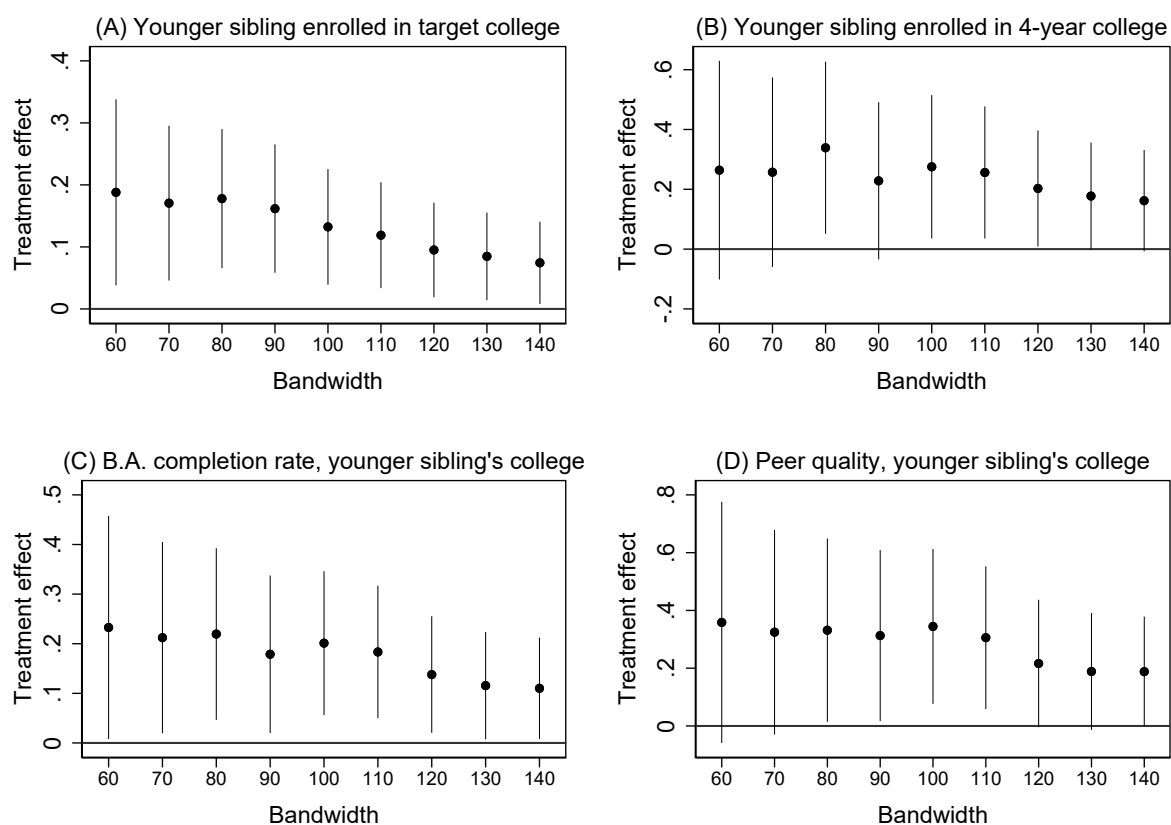 (A) Younger sibling enrolled in target college
Treatment effect
.4
.3
.2
.1
0
60 70 80 90 100 110 120 130 140
Bandwidth
(B) Younger sibling enrolled in 4-year college
Treatment effect
.6
.4
.2
0
-.2
60 70 80 90 100 110 120 130 140
Bandwidth
(C) B.A. completion rate, younger sibling's college
Treatment effect
.5
.4
.3
.2
.1
0
60 70 80 90 100 110 120 130 140
Bandwidth
(D) Peer quality, younger sibling's college
Treatment effect
.8
.6
.4
.2
0
60 70 80 90 100 110 120 130 140
Bandwidth